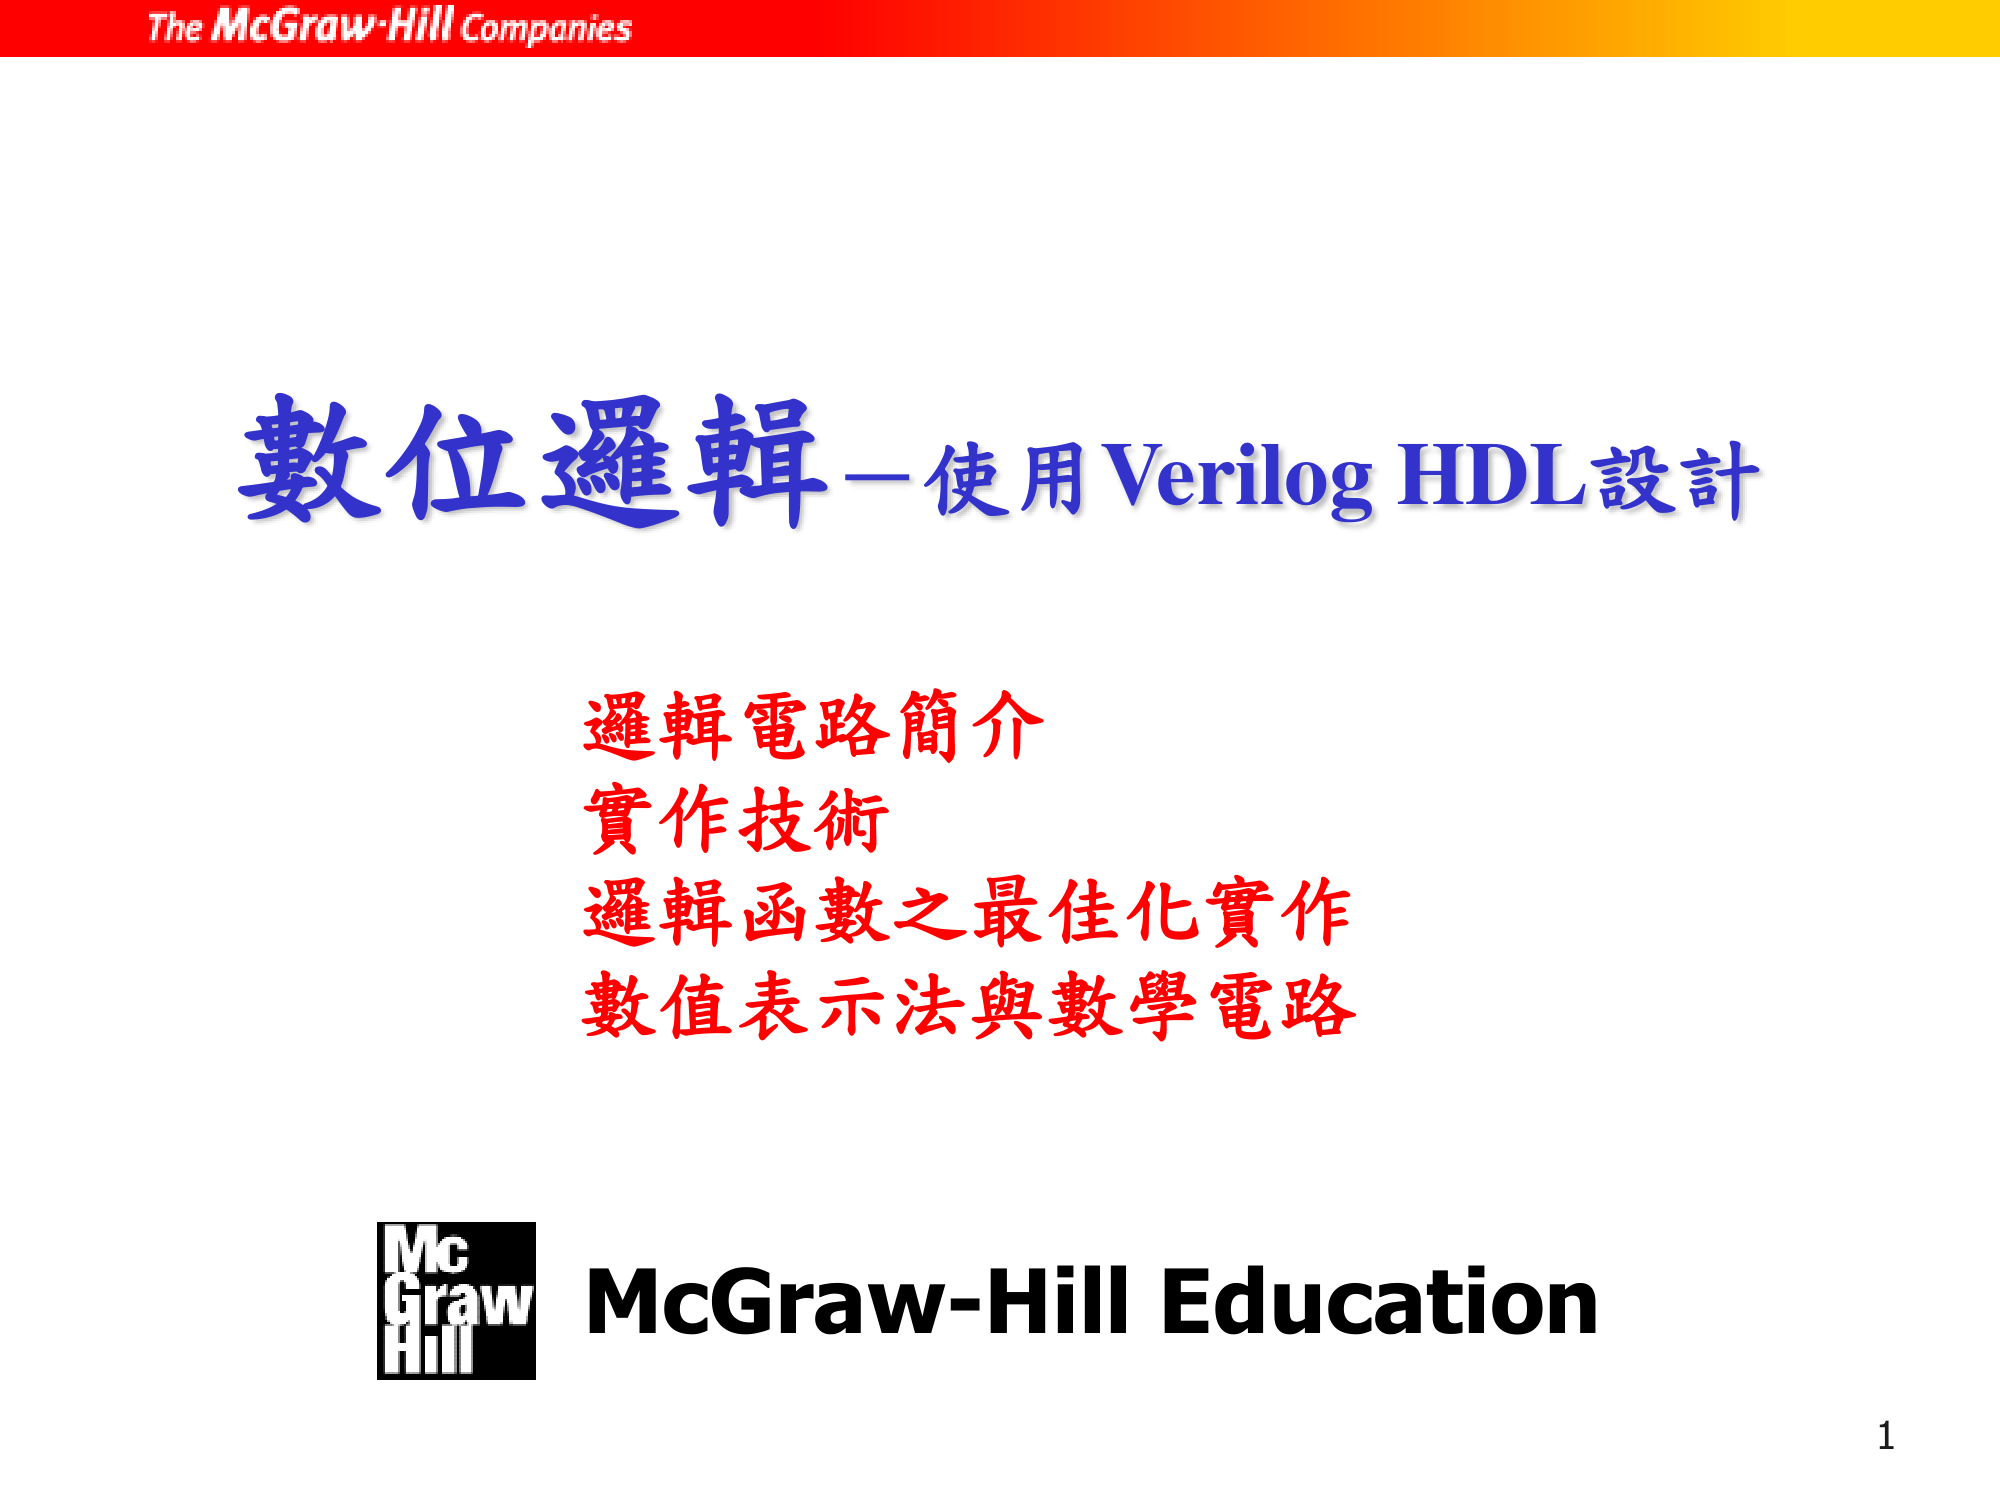 The McGraw-Hill Companies
數位邏輯－使用Verilog HDL設計
邏輯電路簡介
實作技術
邏輯函數之最佳化實作
數值表示法與數學電路
Mc
Graw
Hill
McGraw-Hill Education
1